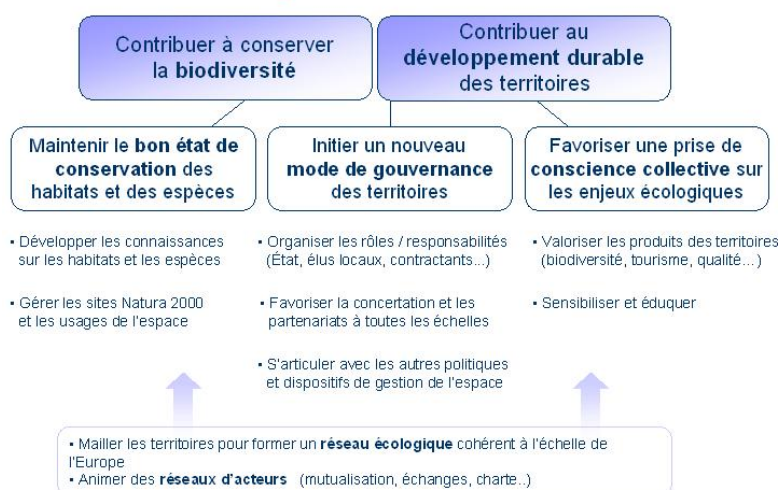 Contribuer à conserver
la biodiversité
Contribuer au
développement durable
des territoires
Maintenir le bon état de
conservation des
habitats et des espèces
Initier un nouveau
mode de gouvernance
des territoires
Favoriser une prise de
conscience collective sur
les enjeux écologiques
▪ Développer les connaissances
sur les habitats et les espèces
▪ Gérer les sites Natura 2000
et les usages de l'espace
▪ Organiser les rôles / responsabilités
(État, élus locaux, contractants...)
▪ Favoriser la concertation et les
partenariats à toutes les échelles
▪ S'articuler avec les autres politiques
et dispositifs de gestion de l'espace
▪ Valoriser les produits des territoires
(biodiversité, tourisme, qualité...)
▪ Sensibiliser et éduquer
▪ Mailler les territoires pour former un réseau écologique cohérent à l'échelle de
l'Europe
▪ Animer des réseaux d'acteurs (mutualisation, échanges, charte..)